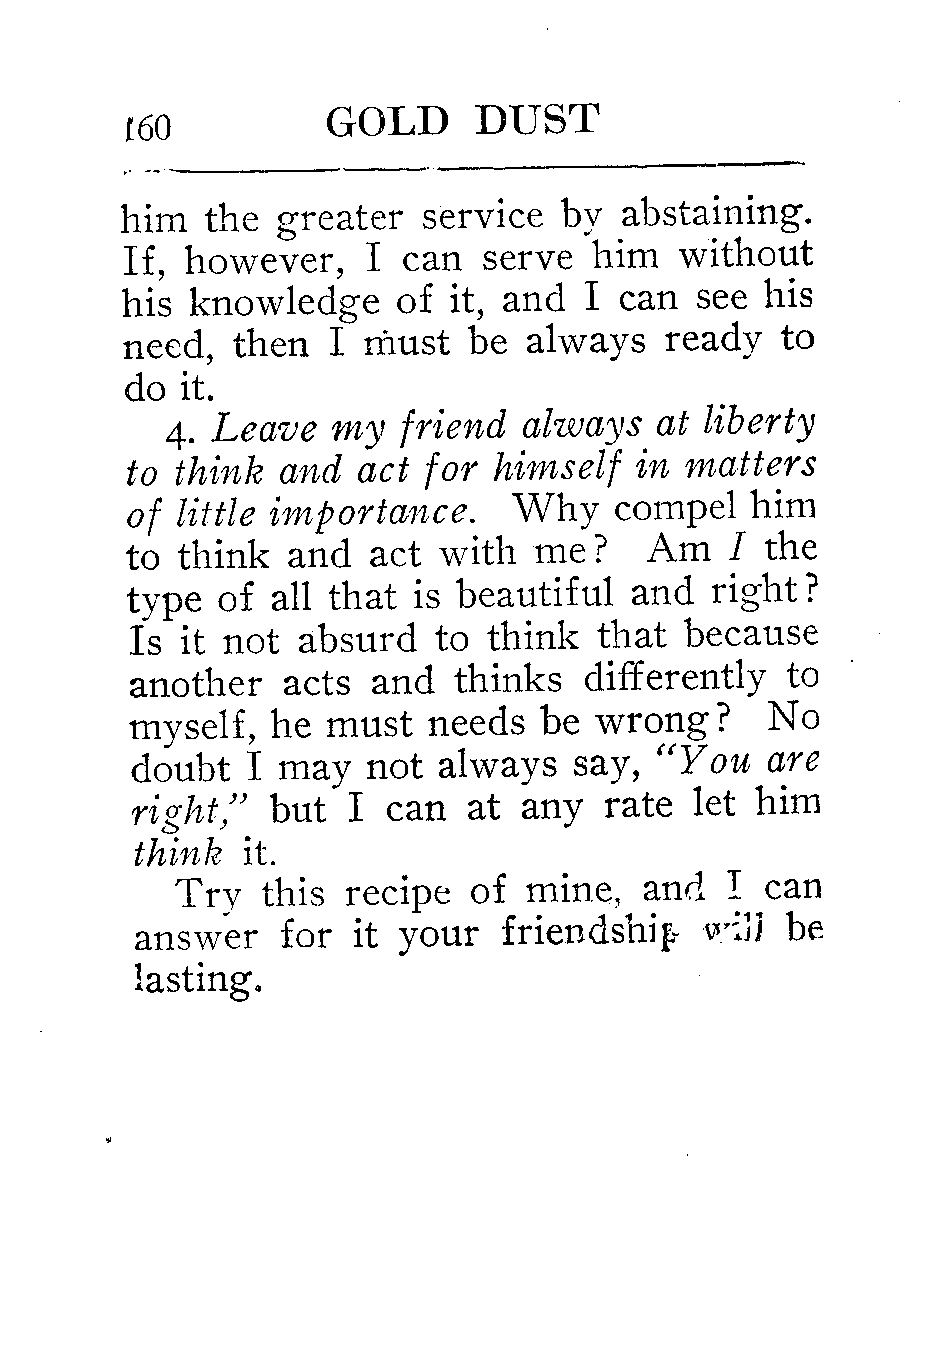 160 GOLD DUST
him the greater service by abstaining.
If, however, I can serve him without
his knowledge of it, and I can see his
need, then I must be always ready to
do it.
4. Leave my friend always at liberty
to think and act for himself in matters
of little importance. Why compel him
to think and act with me? Am I the
type of all that is beautiful and right?
Is it not absurd to think that because
another acts and thinks differently to
myself, he must needs be wrong? No
doubt I may not always say, "You are
right," but I can at any rate let him
think it.
Try this recipe of mine, and I can
answer for it your friendship will be
lasting.